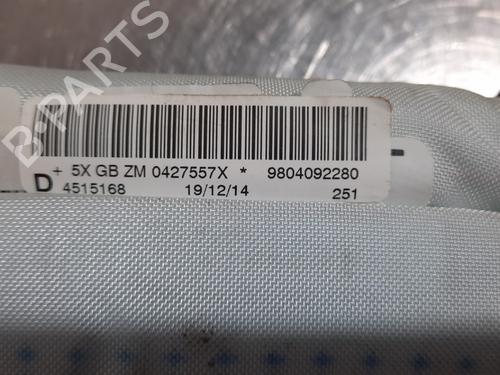 + 5X GB ZM 0427557X * 9804092280
D 4515168 19/12/14 251
B-PARTS